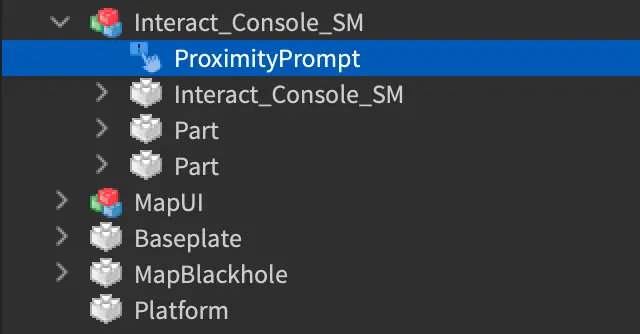 Interact_Console_SM
ProximityPrompt
Interact_Console_SM
Part
Part
MapUI
Baseplate
MapBlackhole
Platform